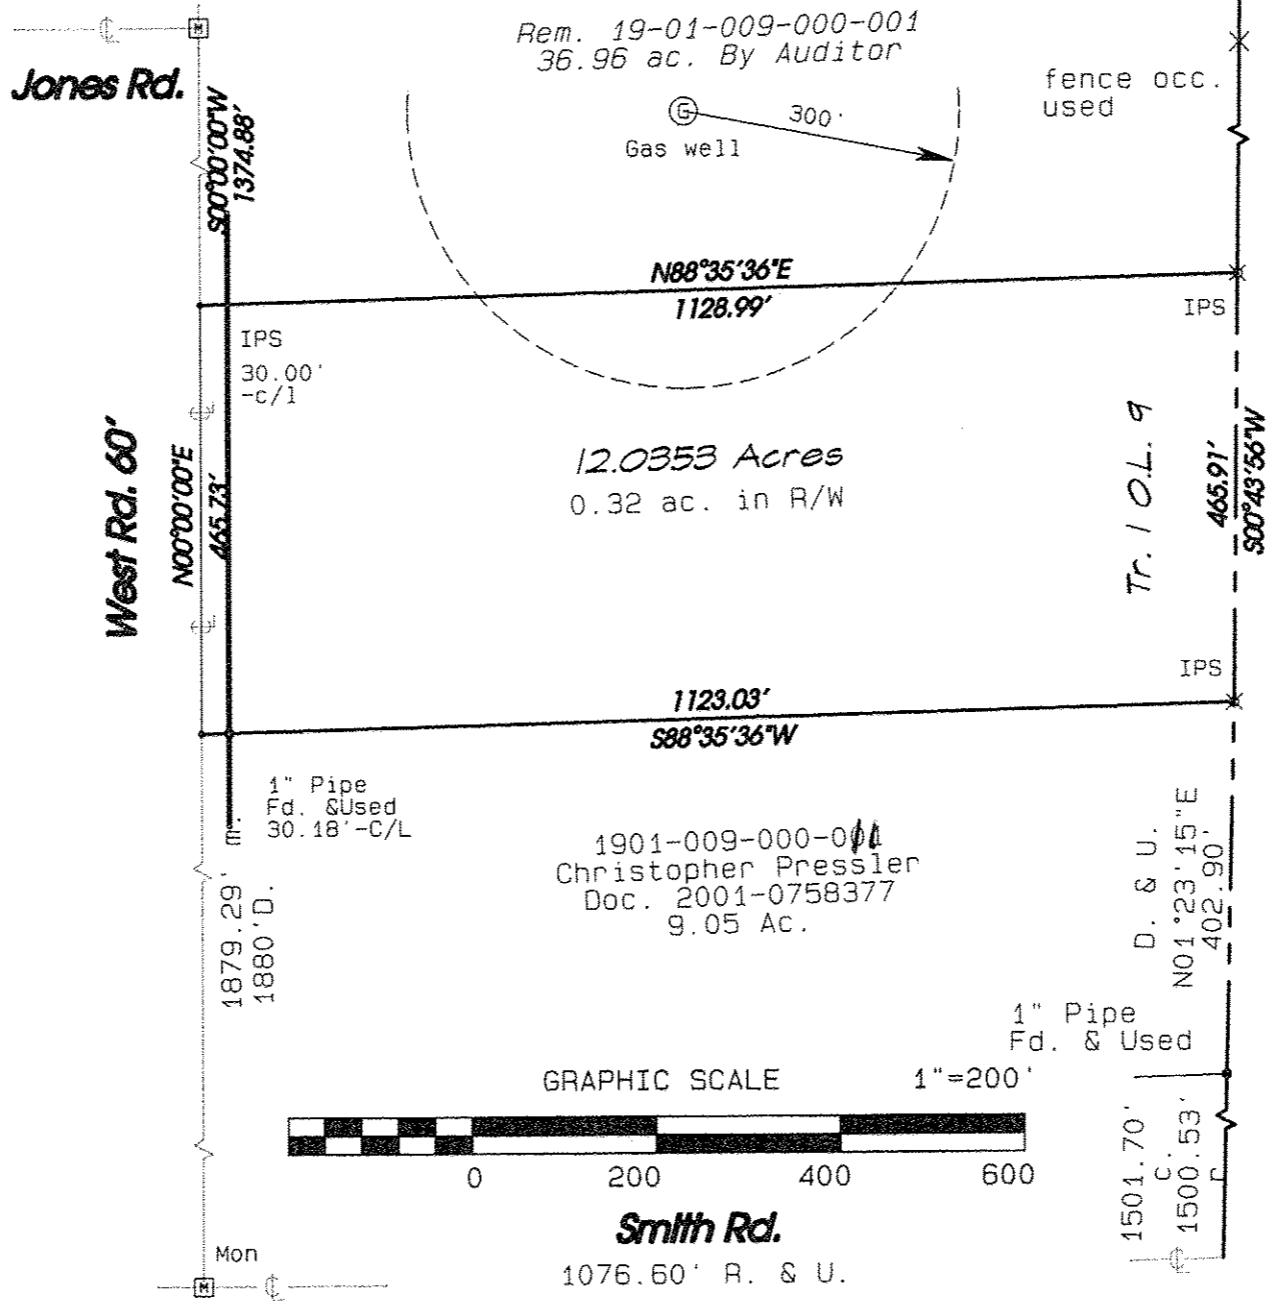 Rem. 19-01-009-000-001
36.96 ac. By Auditor
Jones Rd.
fence occ.
used
G
300'
Gas well
S00°00'00"W
1374.88'
N88°35'36"E
1128.99'
IPS
30.00'
-c/l
IPS
West Rd. 60'
N00°00'00"E
465.73'
12.0353 Acres
0.32 ac. in R/W
Tr. 1 O.L. 9
465.91'
S00°43'56"W
IPS
1123.03'
S88°35'36"W
1" Pipe
Fd. &Used
30.18'-C/L
m.
1879.29'
1880'D.
1901-009-000-011
Christopher Pressler
Doc. 2001-0758377
9.05 Ac.
D. & U.
N01°23'15"E
402.90'
1" Pipe
Fd. & Used
GRAPHIC SCALE 1"=200'
0 200 400 600
1501.70'
c.
1500.53'
r
Smith Rd.
1076.60' R. & U.
Mon
M
M